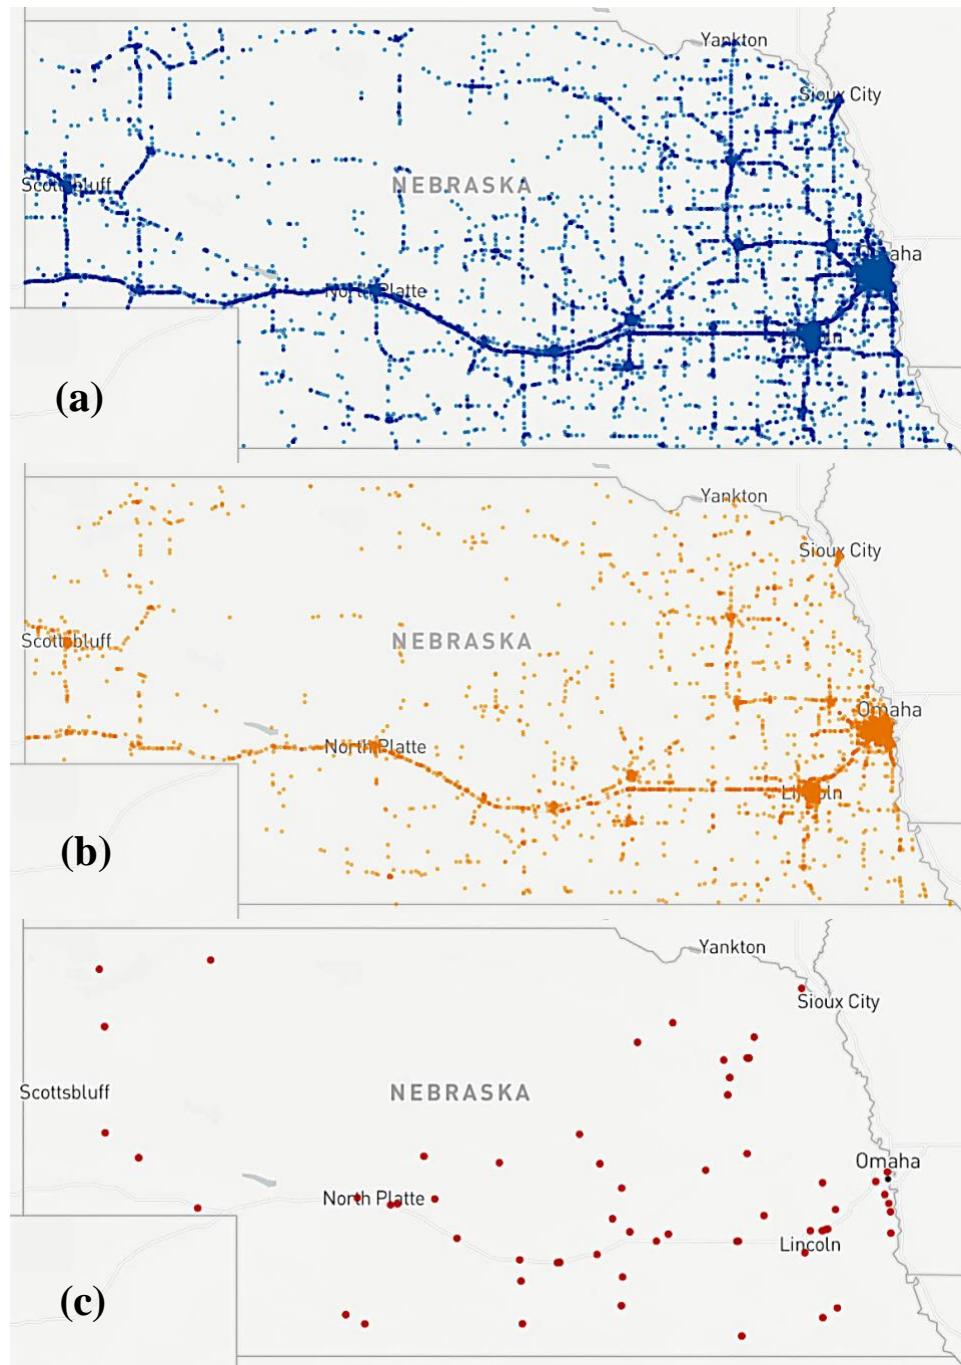 Yankton
Sioux City
Scottsbluff
NEBRASKA
Omaha
North Platte
Lincoln
(a)
Yankton
Sioux City
Scottsbluff
NEBRASKA
Omaha
North Platte
Lincoln
(b)
Yankton
Sioux City
Scottsbluff
NEBRASKA
Omaha
North Platte
Lincoln
(c)